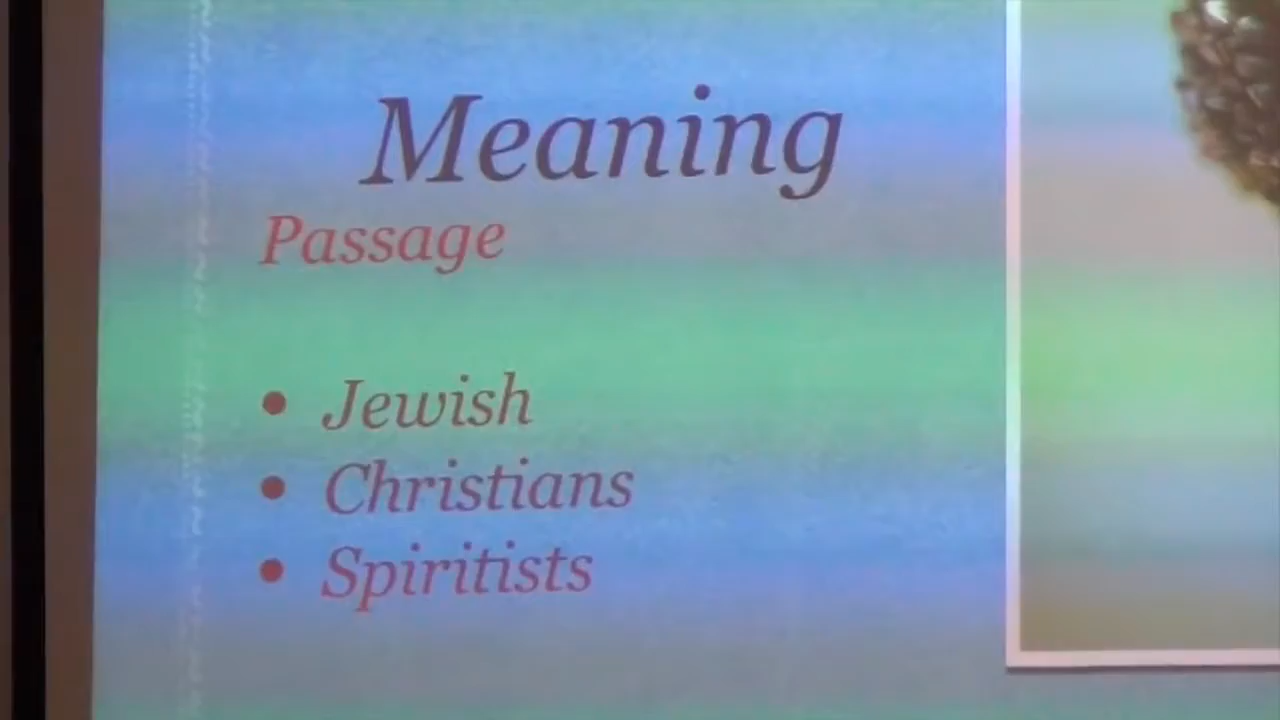 Meaning
Passage
• Jewish
• Christians
• Spiritists